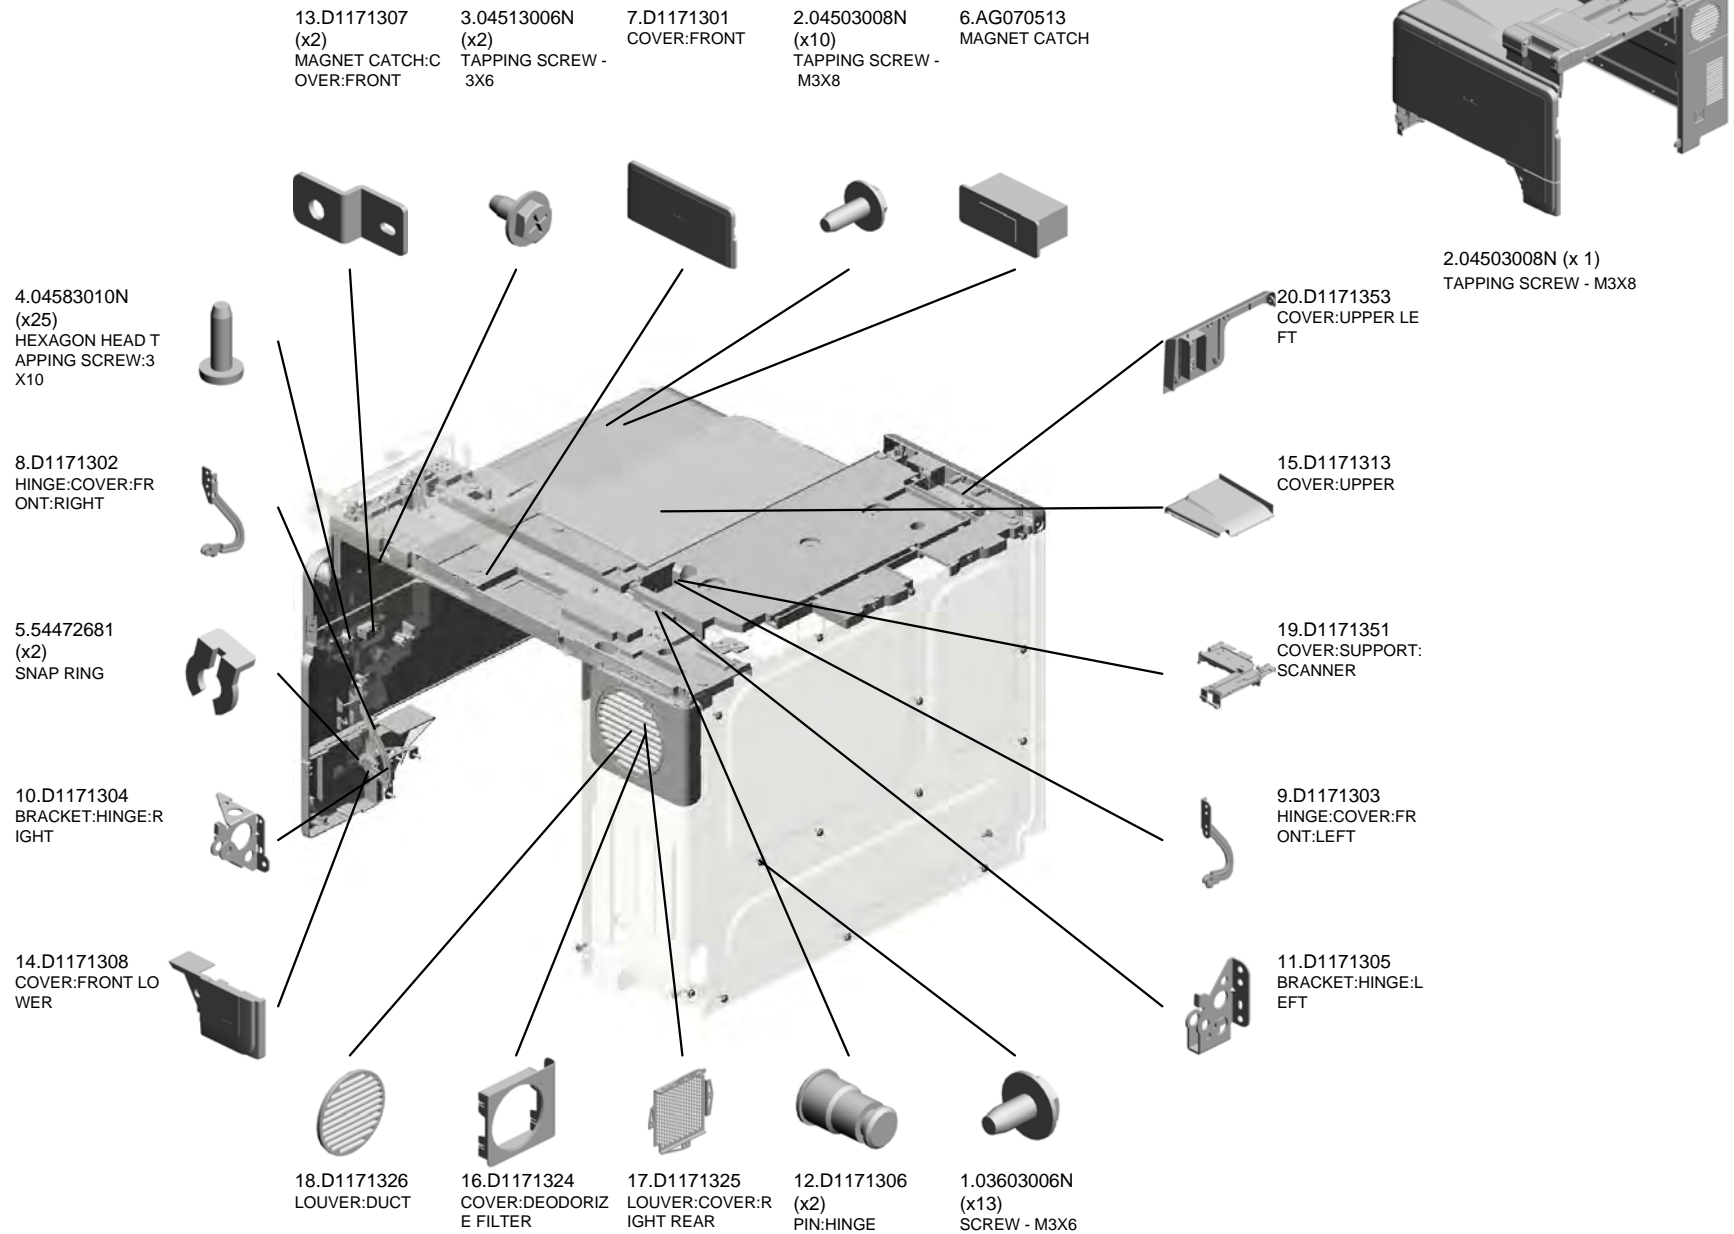 13.D1171307
(x2)
MAGNET CATCH:C
OVER:FRONT
3.04513006N
(x2)
TAPPING SCREW -
3X6
7.D1171301
COVER:FRONT
2.04503008N
(x10)
TAPPING SCREW -
M3X8
6.AG070513
MAGNET CATCH
2.04503008N (x 1)
TAPPING SCREW - M3X8
4.04583010N
(x25)
HEXAGON HEAD T
APPING SCREW:3
X10
20.D1171353
COVER:UPPER LE
FT
8.D1171302
HINGE:COVER:FR
ONT:RIGHT
15.D1171313
COVER:UPPER
5.54472681
(x2)
SNAP RING
19.D1171351
COVER:SUPPORT:
SCANNER
10.D1171304
BRACKET:HINGE:R
IGHT
9.D1171303
HINGE:COVER:FR
ONT:LEFT
14.D1171308
COVER:FRONT LO
WER
11.D1171305
BRACKET:HINGE:L
EFT
18.D1171326
LOUVER:DUCT
16.D1171324
COVER:DEODORIZ
E FILTER
17.D1171325
LOUVER:COVER:R
IGHT REAR
12.D1171306
(x2)
PIN:HINGE
1.03603006N
(x13)
SCREW - M3X6